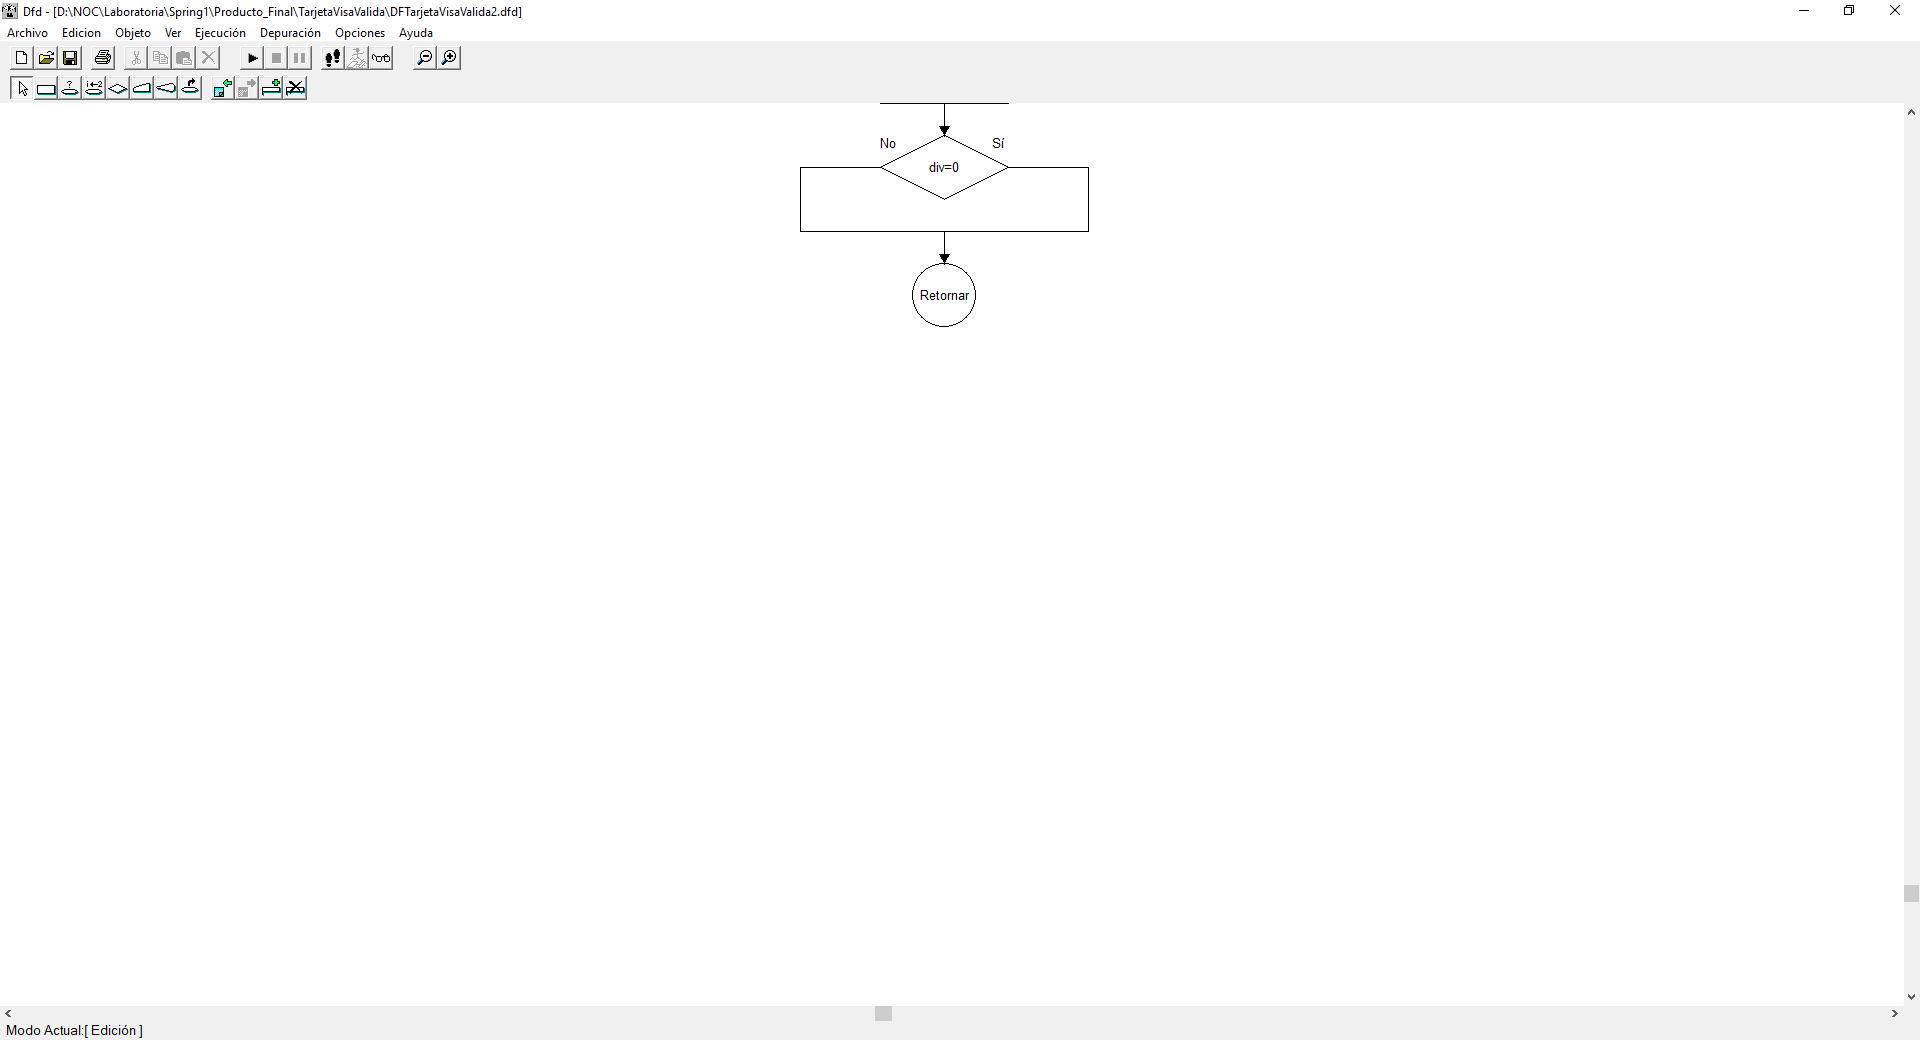 Dfd - [D:\NOC\Laboratoria\Spring1\Producto_Final\TarjetaVisaValida\DFTarjetaVisaValida2.dfd]
Archivo Edicion Objeto Ver Ejecución Depuración Opciones Ayuda
No Sí
div=0
Retornar
Modo Actual:[ Edición ]